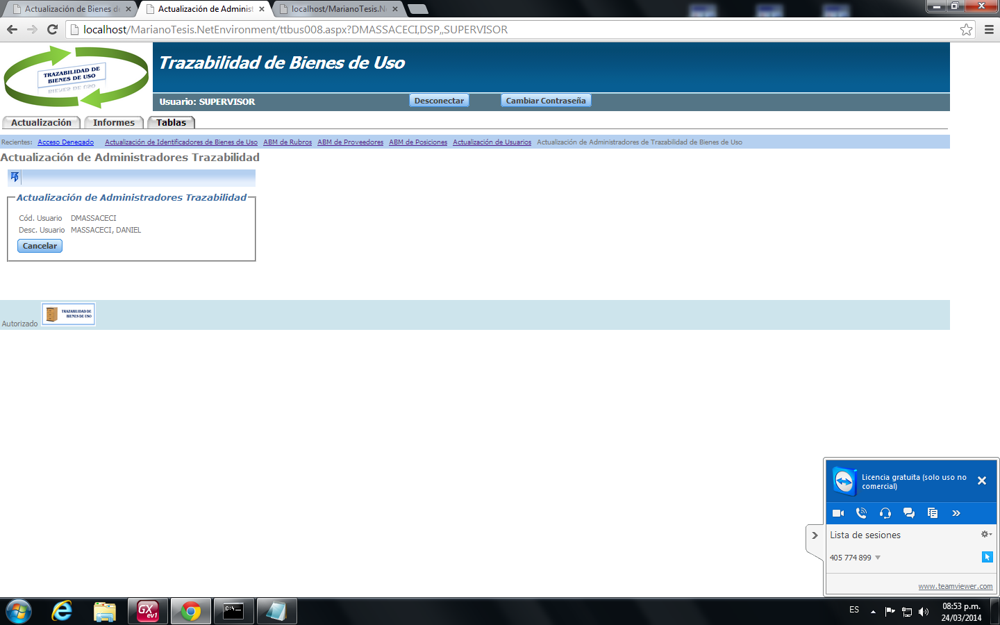 Actualización de Bienes de
Actualización de Administ
localhost/MarianoTesis.Ne
localhost/MarianoTesis.NetEnvironment/ttbus008.aspx?DMASSACECI,DSP,,SUPERVISOR
TRAZABILIDAD DE
BIENES DE USO
Trazabilidad de Bienes de Uso
Usuario: SUPERVISOR
Desconectar
Cambiar Contraseña
Actualización
Informes
Tablas
Recientes: Acceso Denegado Actualización de Identificadores de Bienes de Uso ABM de Rubros ABM de Proveedores ABM de Posiciones Actualización de Usuarios Actualización de Administradores de Trazabilidad de Bienes de Uso
Actualización de Administradores Trazabilidad
Actualización de Administradores Trazabilidad
Cód. Usuario DMASSACECI
Desc. Usuario MASSACECI, DANIEL
Cancelar
Autorizado
TRAZABILIDAD DE
BIENES DE USO
Licencia gratuita (solo uso no
comercial)
Lista de sesiones
405 774 899
www.teamviewer.com
GX
ev1
C:\_
ES
08:53 p.m.
24/03/2014